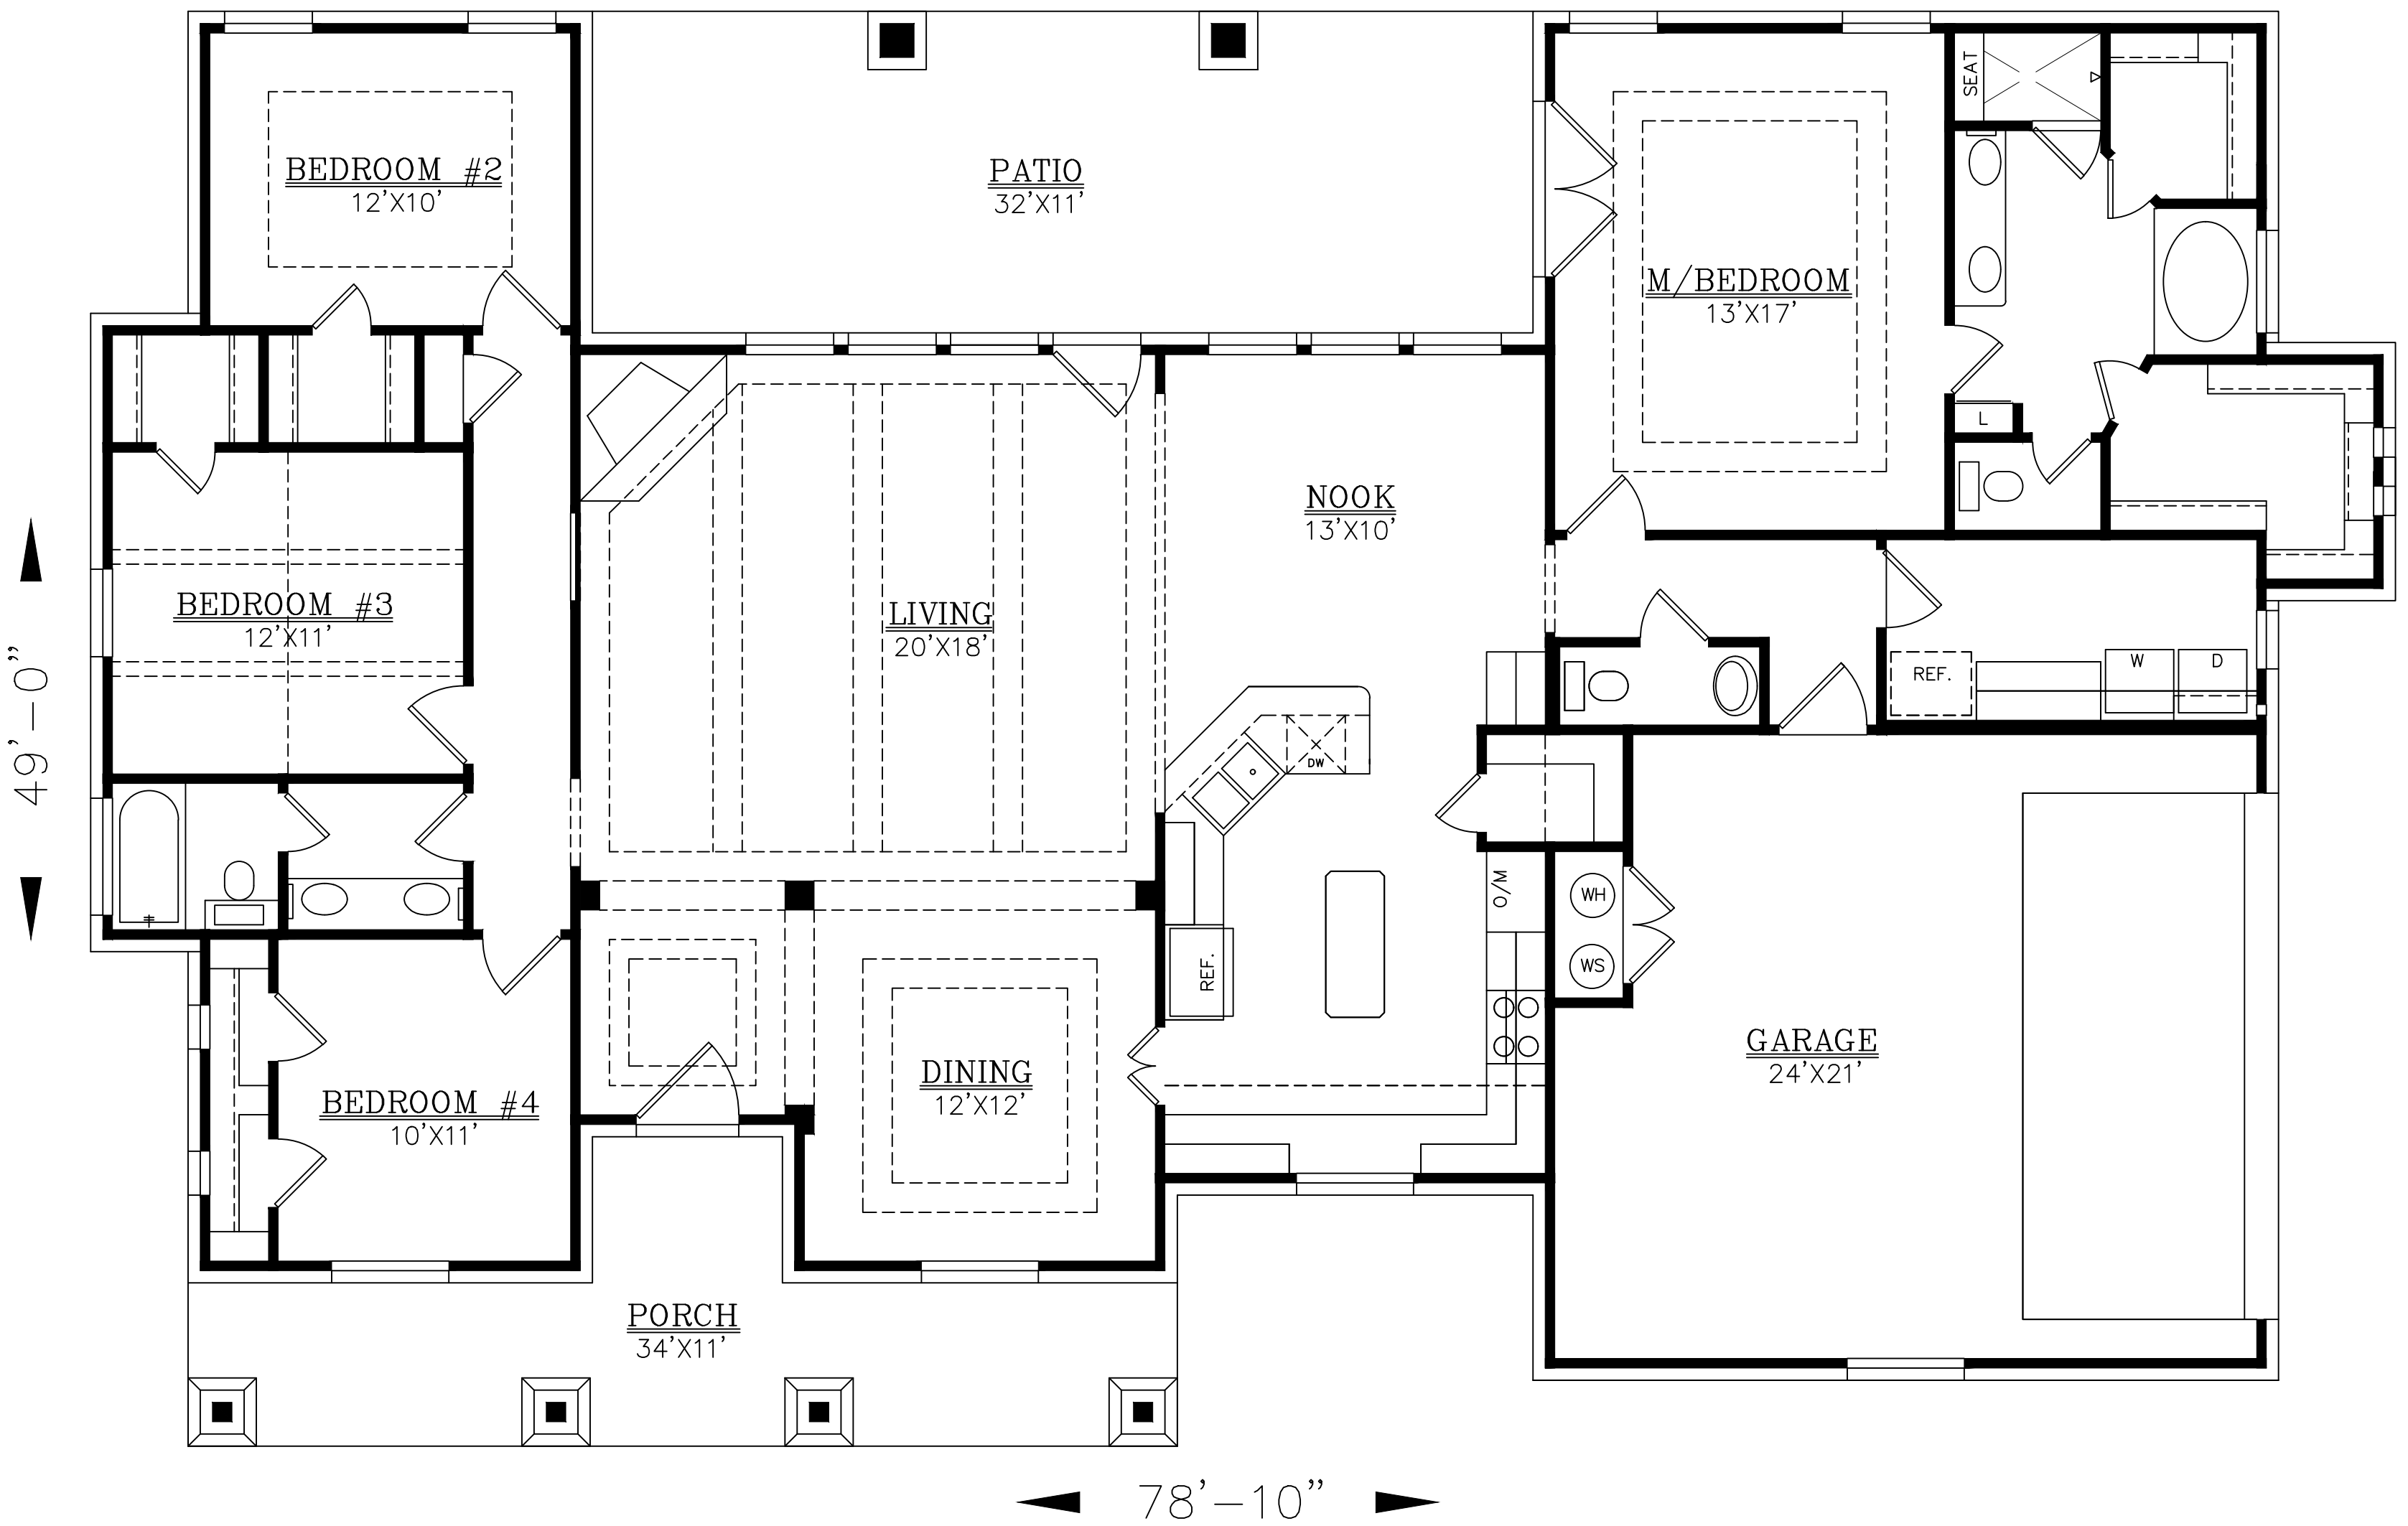 SEAT
BEDROOM #2
12'X10'
PATIO
32'X11'
M/BEDROOM
13'X17'
L
NOOK
13'X10'
BEDROOM #3
12'X11'
LIVING
20'X18'
REF.
W
D
49'-0"
DW
O/M
WH
WS
REF.
GARAGE
24'X21'
DINING
12'X12'
BEDROOM #4
10'X11'
PORCH
34'X11'
78'-10"